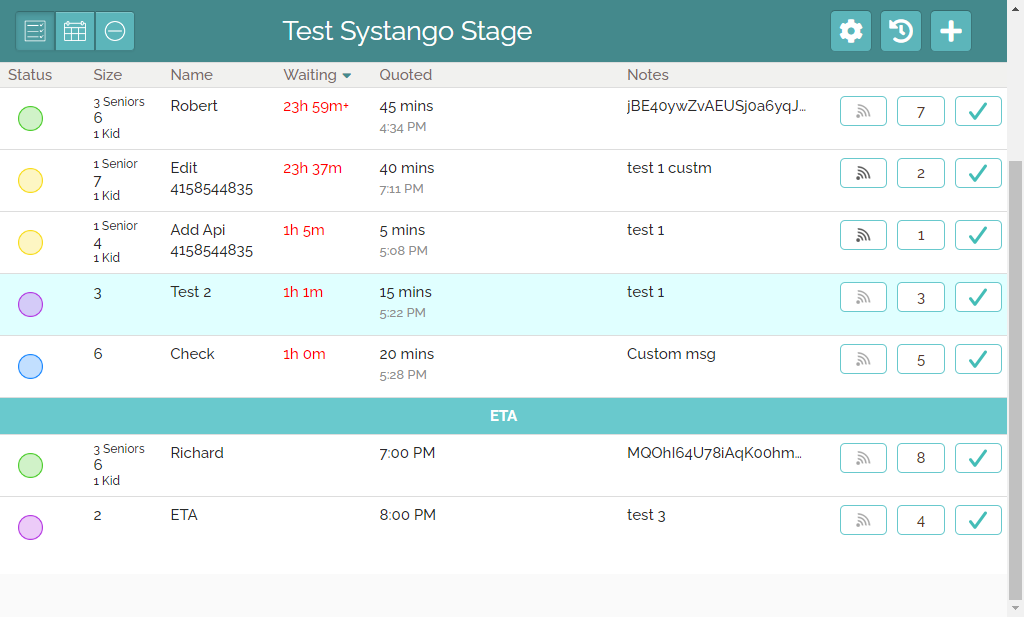 Test Systango Stage
Status Size Name Waiting Quoted Notes
3 Seniors
6
1 Kid
Robert
23h 59m+
45 mins
4:34 PM
jBE40ywZvAEUSj0a6yqJ...
7
1 Senior
7
1 Kid
Edit
4158544835
23h 37m
40 mins
7:11 PM
test 1 custm
2
1 Senior
4
1 Kid
Add Api
4158544835
1h 5m
5 mins
5:08 PM
test 1
1
3
Test 2
1h 1m
15 mins
5:22 PM
test 1
3
6
Check
1h 0m
20 mins
5:28 PM
Custom msg
5
ETA
3 Seniors
6
1 Kid
Richard
7:00 PM
MQOhI64U78iAqK00hm...
8
2
ETA
8:00 PM
test 3
4